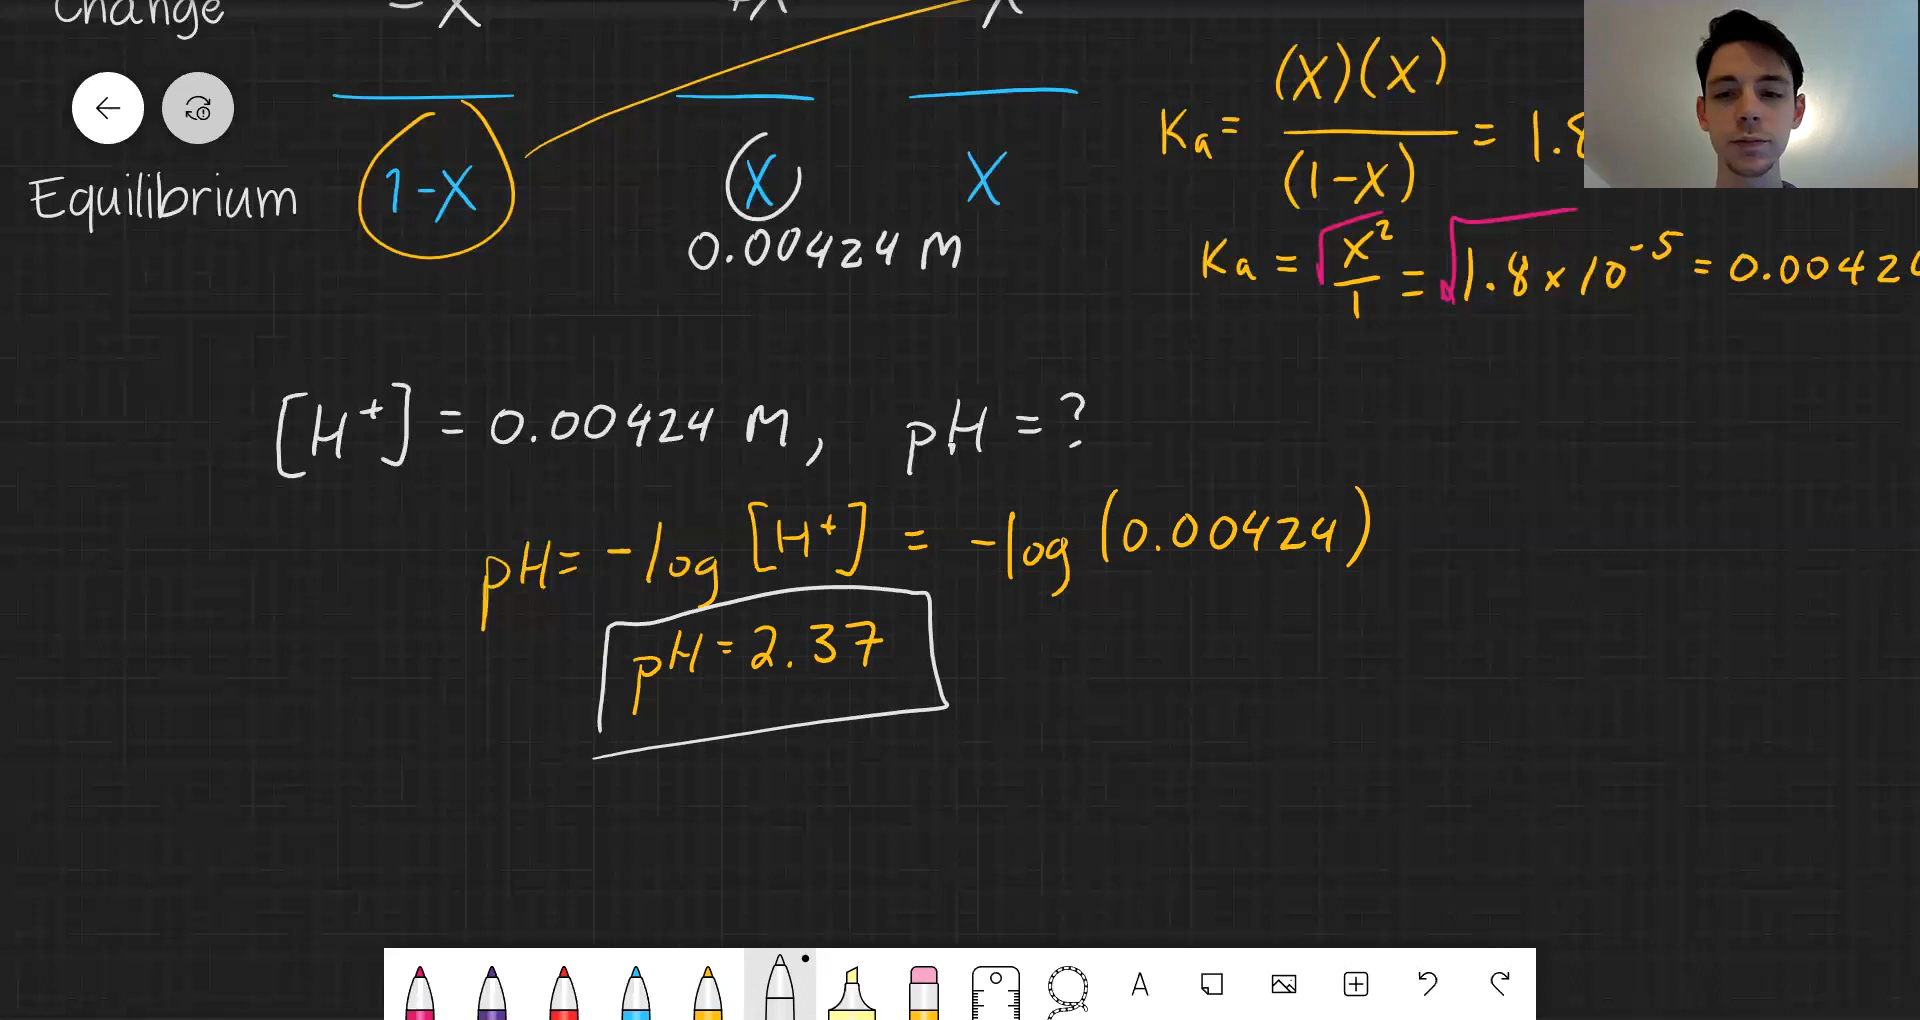 Change -X +X X
Equilibrium 1-X X X
0.00424 M
Ka = (X)(X) / (1-X) = 1.8
Ka = √X²/1 = √1.8 x 10⁻⁵ = 0.00424
[H⁺] = 0.00424 M, pH = ?
pH = -log [H⁺] = -log (0.00424)
pH = 2.37
A